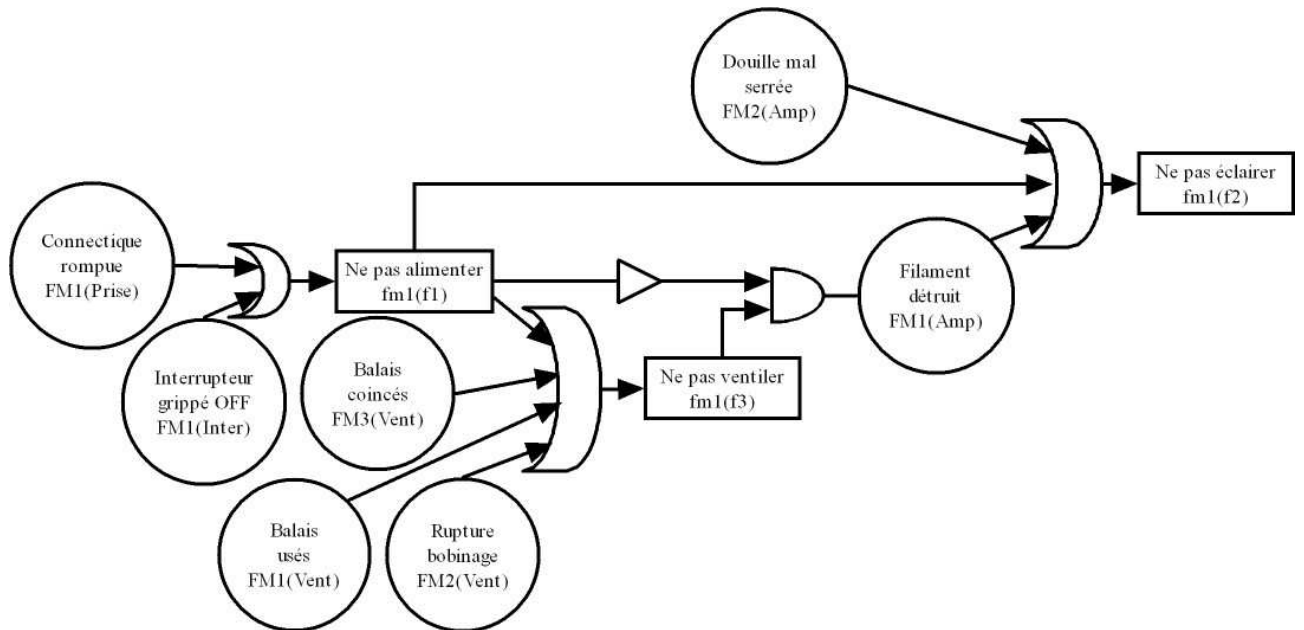 Douille mal
serrée
FM2(Amp)
Ne pas éclairer
fm1(f2)
Connectique
rompue
FM1(Prise)
Ne pas alimenter
fm1(f1)
Filament
détruit
FM1(Amp)
Interrupteur
grippé OFF
FM1(Inter)
Balais
coincés
FM3(Vent)
Ne pas ventiler
fm1(f3)
Balais
usés
FM1(Vent)
Rupture
bobinage
FM2(Vent)